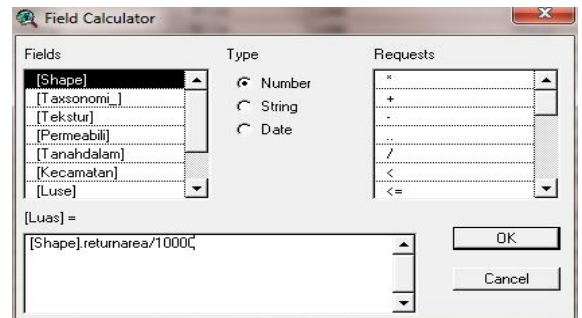 Field Calculator
Fields
Type
Requests
[Shape]
[Taxsonomi_]
[Tekstur]
[Permeabili]
[Tanahdalam]
[Kecamatan]
[Luse]
Number
String
Date
*
+
-
..
/
<
<=
[Luas] =
[Shape].returnarea/10000
OK
Cancel